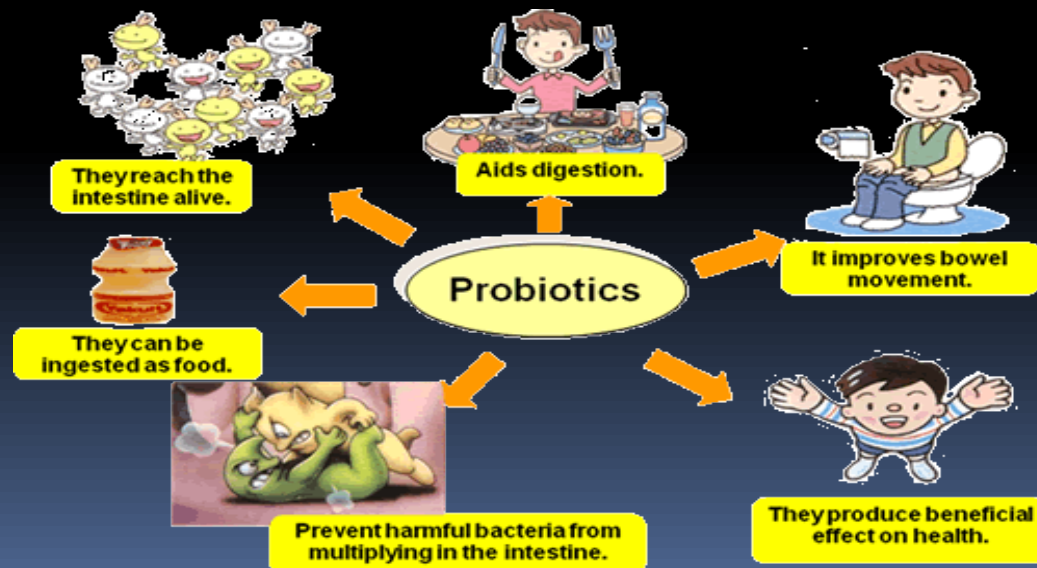 They reach the
intestine alive.
Aids digestion.
It improves bowel
movement.
Probiotics
They can be
ingested as food.
Prevent harmful bacteria from
multiplying in the intestine.
They produce beneficial
effect on health.